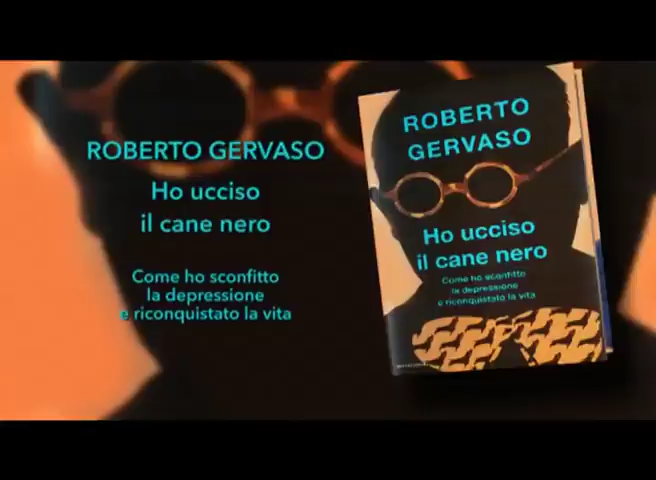 ROBERTO GERVASO
Ho ucciso
il cane nero
Come ho sconfitto
la depressione
e riconquistato la vita
ROBERTO
GERVASO
Ho ucciso
il cane nero
Come ho sconfitto
la depressione
e riconquistato la vita